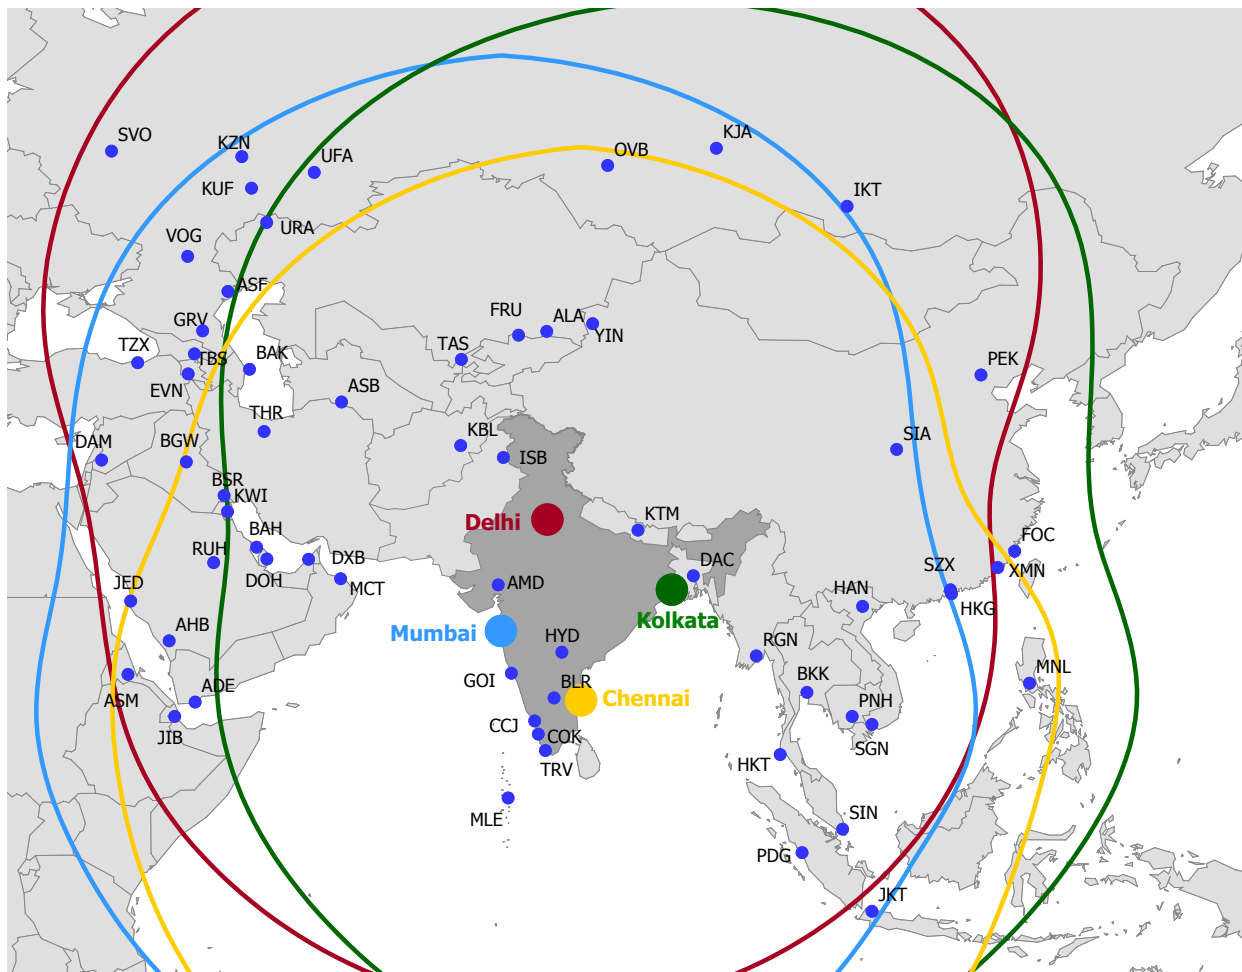 SVO
KZN
UFA
KUF
OVB
KJA
IKT
URA
VOG
ASF
GRV
TZX
TBS
EVN
BAK
ASB
TAS
FRU
ALA
YIN
PEK
THR
BGW
DAM
KBL
ISB
SIA
BSR
KWI
BAH
RUH
DOH
DXB
MCT
Delhi
KTM
DAC
AMD
Kolkata
Mumbai
HAN
SZX
HKG
FOC
XMN
JED
AHB
ASM
ADE
JIB
HYD
GOI
BLR
Chennai
CCJ
COK
TRV
MLE
RGN
BKK
PNH
SGN
MNL
HKT
SIN
PDG
JKT